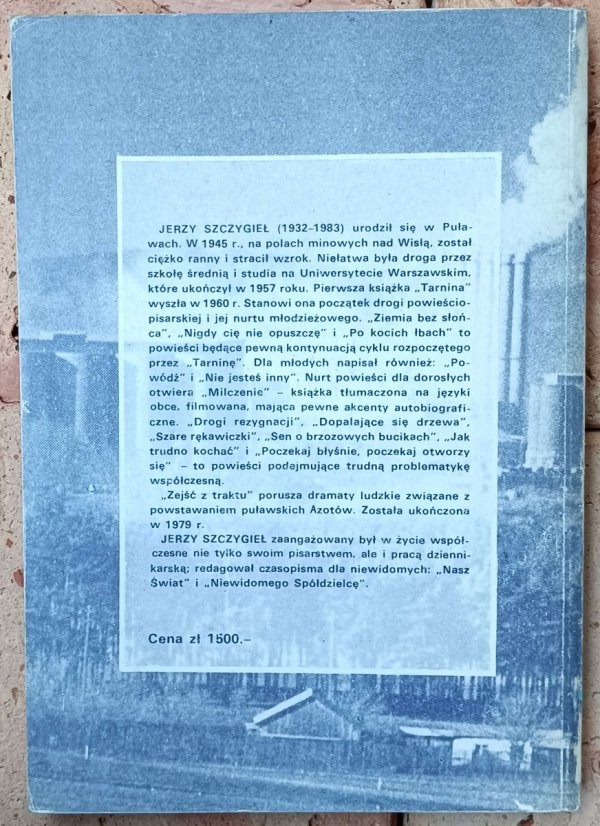 JERZY SZCZYGIEŁ (1932–1983) urodził się w Puła-
wach. W 1945 r., na polach minowych nad Wisłą, został
ciężko ranny i stracił wzrok. Niełatwa była droga przez
szkołę średnią i studia na Uniwersytecie Warszawskim,
które ukończył w 1957 roku. Pierwsza książka „Tarnina”
wyszła w 1960 r. Stanowi ona początek drogi powieścio-
pisarskiej i jej nurtu młodzieżowego. „Ziemia bez słoń-
ca”, „Nigdy cię nie opuszczę” i „Po kocich łbach” to
powieści będące pewną kontynuacją cyklu rozpoczętego
przez „Tarninę”. Dla młodych napisał również: „Po-
wódź” i „Nie jesteś inny”. Nurt powieści dla dorosłych
otwiera „Milczenie” – książka tłumaczona na języki
obce, filmowana, mająca pewne akcenty autobiografi-
czne. „Drogi rezygnacji”, „Dopalające się drzewa”,
„Szare rękawiczki”, „Sen o brzozowych bucikach”, „Jak
trudno kochać” i „Poczekaj błyśnie, poczekaj otworzy
się” – to powieści podejmujące trudną problematykę
współczesną.
„Zejść z traktu” porusza dramaty ludzkie związane z
powstawaniem puławskich Azotów. Została ukończona
w 1979 r.
JERZY SZCZYGIEŁ zaangażowany był w życie współ-
czesne nie tylko swoim pisarstwem, ale i pracą dzienni-
karską; redagował czasopisma dla niewidomych: „Nasz
Świat” i „Niewidomego Spółdzielcę”.
Cena zł 1500.–